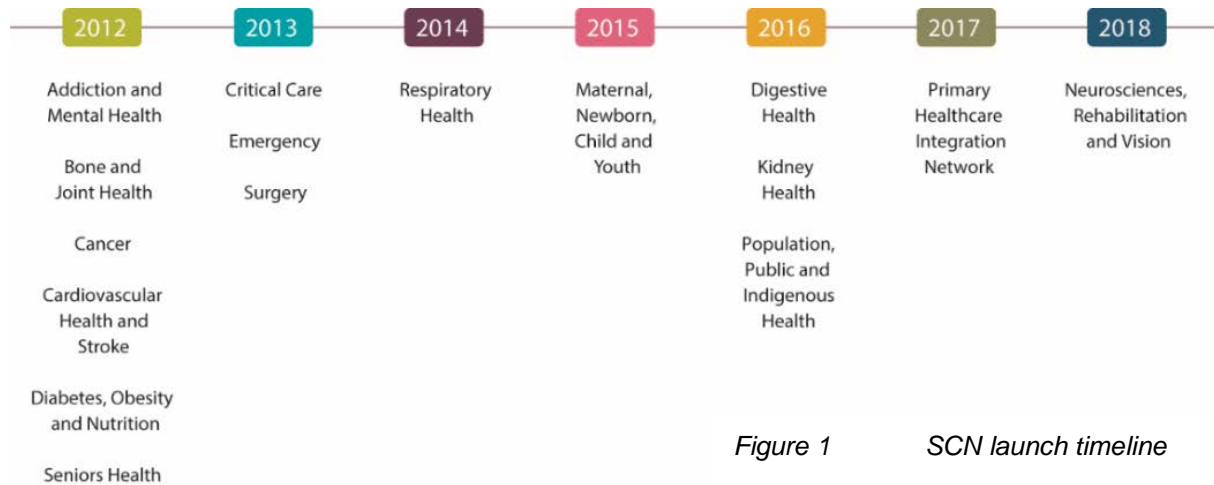 2012
2013
2014
2015
2016
2017
2018
Addiction and
Mental Health
Bone and
Joint Health
Cancer
Cardiovascular
Health and
Stroke
Diabetes, Obesity
and Nutrition
Seniors Health
Critical Care
Emergency
Surgery
Respiratory
Health
Maternal,
Newborn,
Child and
Youth
Digestive
Health
Kidney
Health
Population,
Public and
Indigenous
Health
Primary
Healthcare
Integration
Network
Neurosciences,
Rehabilitation
and Vision
Figure 1 SCN launch timeline